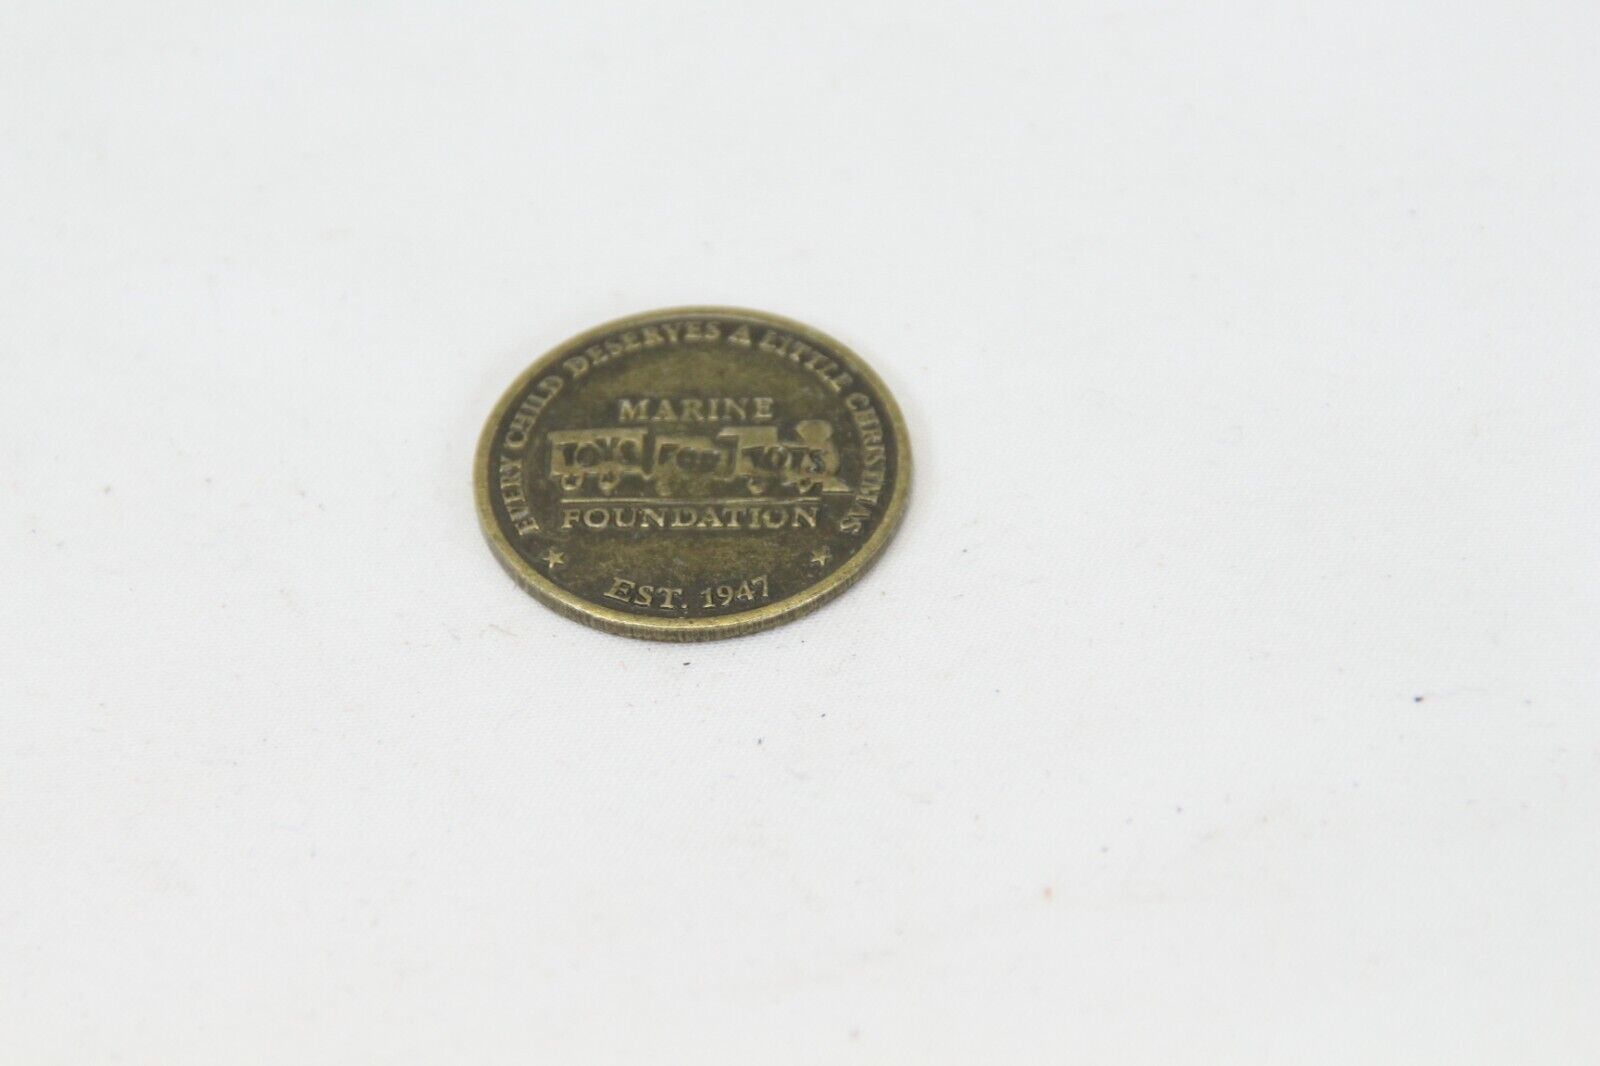 EVERY CHILD DESERVES A LITTLE CHRISTMAS
MARINE
TOYS FOR TOTS
FOUNDATION
EST. 1947